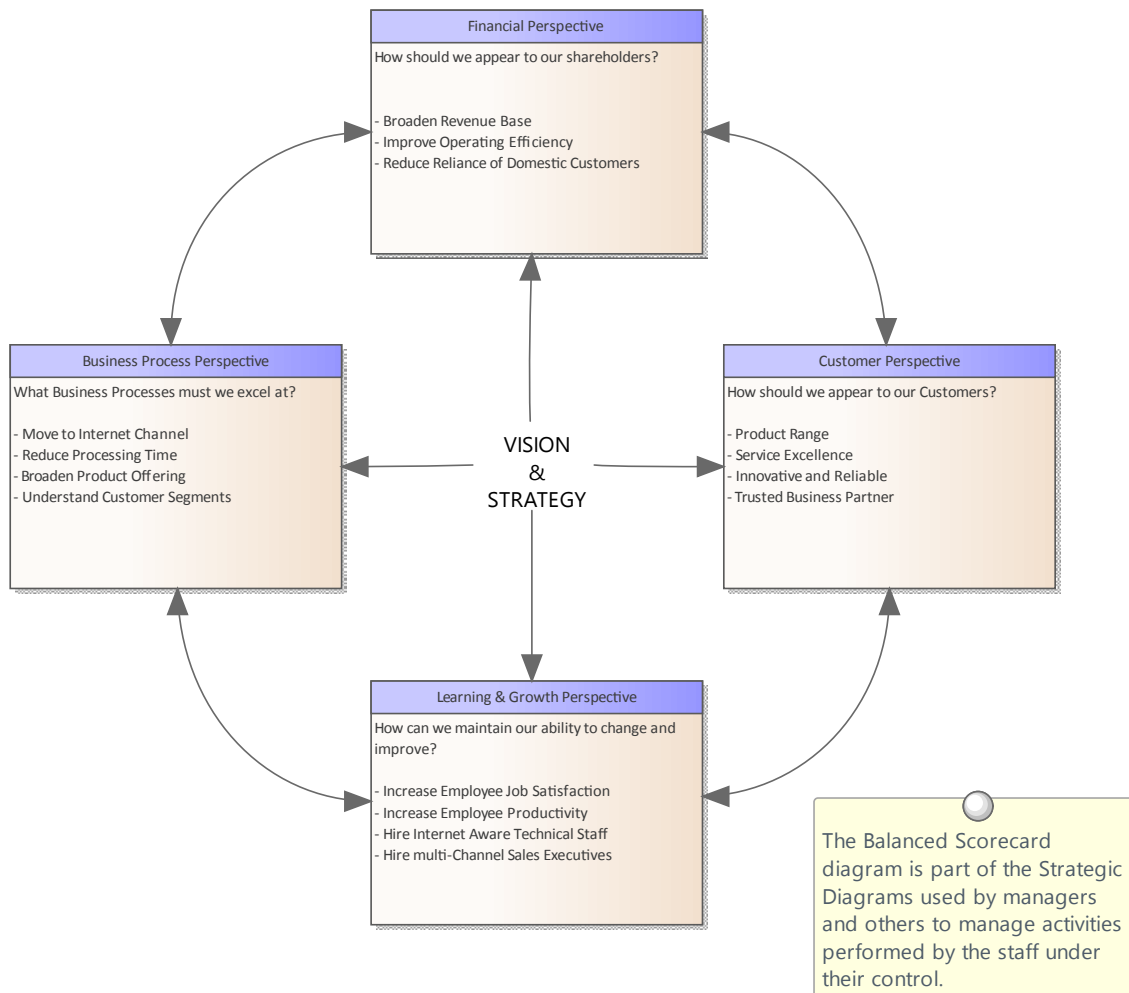 Financial Perspective
How should we appear to our shareholders?
- Broaden Revenue Base
- Improve Operating Efficiency
- Reduce Reliance of Domestic Customers
Business Process Perspective
What Business Processes must we excel at?
- Move to Internet Channel
- Reduce Processing Time
- Broaden Product Offering
- Understand Customer Segments
VISION
&
STRATEGY
Customer Perspective
How should we appear to our Customers?
- Product Range
- Service Excellence
- Innovative and Reliable
- Trusted Business Partner
Learning & Growth Perspective
How can we maintain our ability to change and
improve?
- Increase Employee Job Satisfaction
- Increase Employee Productivity
- Hire Internet Aware Technical Staff
- Hire multi-Channel Sales Executives
The Balanced Scorecard
diagram is part of the Strategic
Diagrams used by managers
and others to manage activities
performed by the staff under
their control.